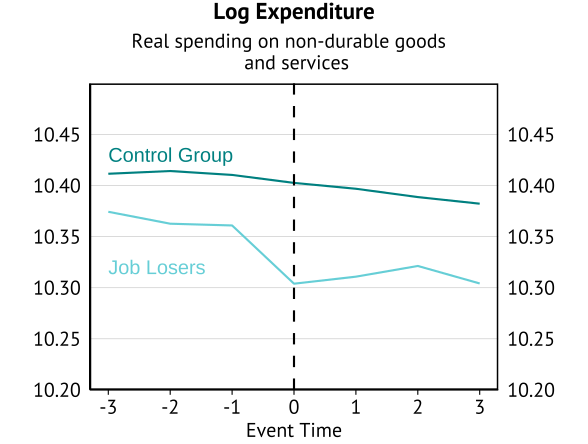 Log Expenditure
Real spending on non-durable goods
and services
10.45 10.45
Control Group
10.40 10.40
10.35 10.35
Job Losers
10.30 10.30
10.25 10.25
10.20 10.20
-3 -2 -1 0 1 2 3
Event Time